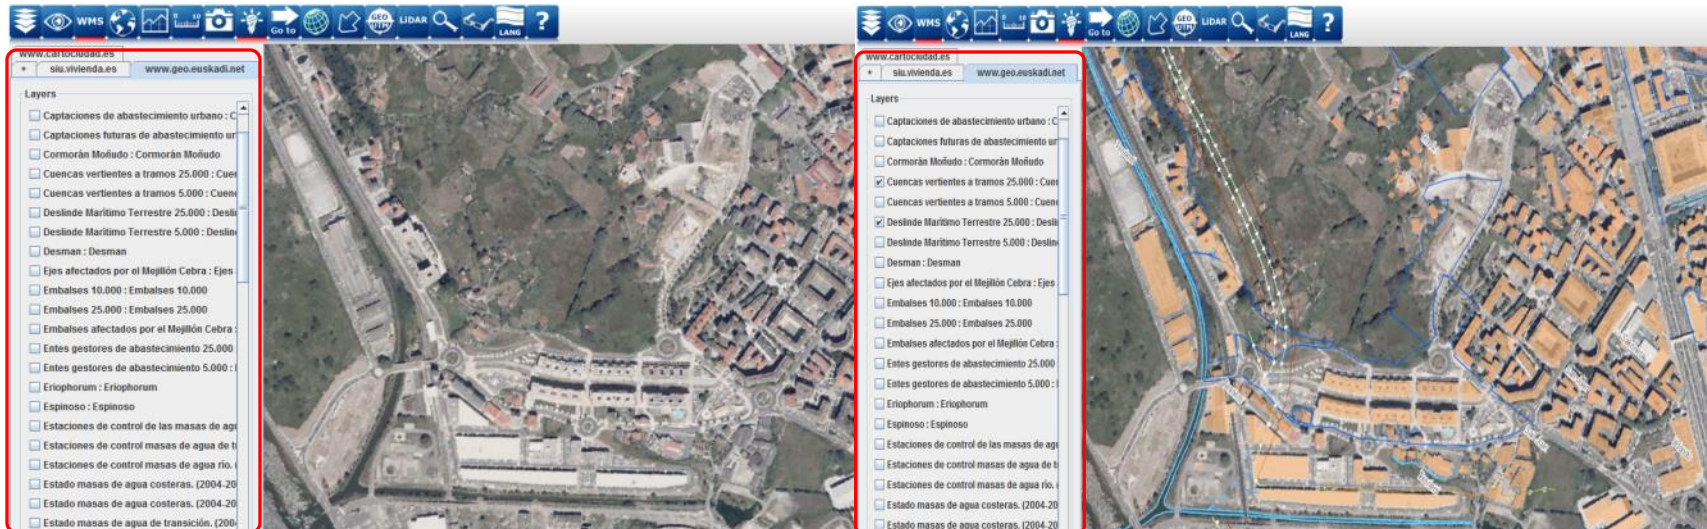 WMS 0 10 Go to GEO UTM LiDAR LANG ?
www.cartociudad.es
+ siu.vivienda.es www.geo.euskadi.net
Layers
Captaciones de abastecimiento urbano : C
Captaciones futuras de abastecimiento ur
Cormorán Moñudo : Cormorán Moñudo
Cuencas vertientes a tramos 25.000 : Cuen
Cuencas vertientes a tramos 5.000 : Cuenc
Deslinde Marítimo Terrestre 25.000 : Deslin
Deslinde Marítimo Terrestre 5.000 : Deslin
Desman : Desman
Ejes afectados por el Mejillón Cebra : Ejes
Embalses 10.000 : Embalses 10.000
Embalses 25.000 : Embalses 25.000
Embalses afectados por el Mejillón Cebra :
Entes gestores de abastecimiento 25.000
Entes gestores de abastecimiento 5.000 :
Eriophorum : Eriophorum
Espinoso : Espinoso
Estaciones de control de las masas de agu
Estaciones de control masas de agua de t
Estaciones de control masas de agua río.
Estado masas de agua costeras. (2004-20
Estado masas de agua de transición. (200
WMS 0 10 Go to GEO UTM LiDAR LANG ?
www.cartociudad.es
+ siu.vivienda.es www.geo.euskadi.net
Layers
Captaciones de abastecimiento urbano : C
Captaciones futuras de abastecimiento ur
Cormorán Moñudo : Cormorán Moñudo
Cuencas vertientes a tramos 25.000 : Cuen
Cuencas vertientes a tramos 5.000 : Cuenc
Deslinde Marítimo Terrestre 25.000 : Desli
Deslinde Marítimo Terrestre 5.000 : Deslin
Desman : Desman
Ejes afectados por el Mejillón Cebra : Ejes
Embalses 10.000 : Embalses 10.000
Embalses 25.000 : Embalses 25.000
Embalses afectados por el Mejillón Cebra :
Entes gestores de abastecimiento 25.000
Entes gestores de abastecimiento 5.000 :
Eriophorum : Eriophorum
Espinoso : Espinoso
Estaciones de control de las masas de agu
Estaciones de control masas de agua de t
Estaciones de control masas de agua río.
Estado masas de agua costeras. (2004-20
Estado masas de agua costeras. (2004-20